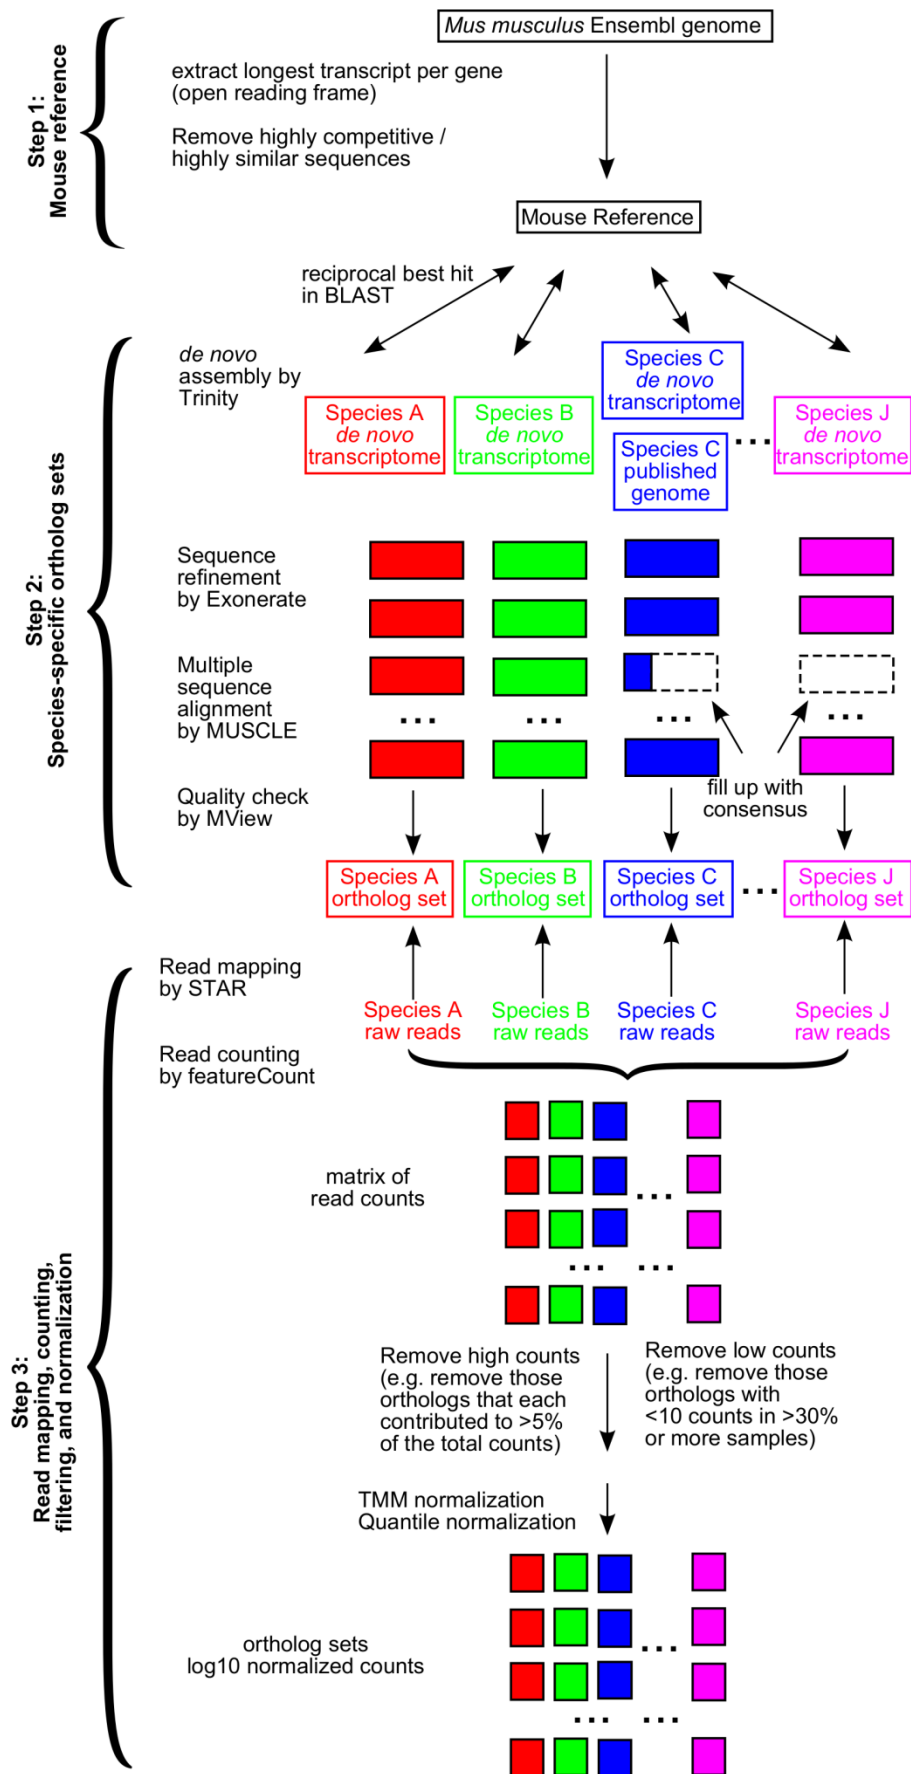 Mus musculus Ensembl genome
Step 1:
Mouse reference
extract longest transcript per gene
(open reading frame)
Remove highly competitive /
highly similar sequences
Mouse Reference
reciprocal best hit
in BLAST
Step 2:
Species-specific ortholog sets
de novo
assembly by
Trinity
Species A
de novo
transcriptome
Species B
de novo
transcriptome
Species C
de novo
transcriptome
Species C
published
genome
...
Species J
de novo
transcriptome
Sequence
refinement
by Exonerate
Multiple
sequence
alignment
by MUSCLE
...
...
...
...
fill up with
consensus
Quality check
by MView
Species A
ortholog set
Species B
ortholog set
Species C
ortholog set
...
Species J
ortholog set
Step 3:
Read mapping, counting,
filtering, and normalization
Read mapping
by STAR
Species A
raw reads
Species B
raw reads
Species C
raw reads
Species J
raw reads
Read counting
by featureCount
matrix of
read counts
...
... ...
Remove high counts
(e.g. remove those
orthologs that each
contributed to >5%
of the total counts)
Remove low counts
(e.g. remove those
orthologs with
<10 counts in >30%
or more samples)
TMM normalization
Quantile normalization
ortholog sets
log10 normalized counts
...
... ...